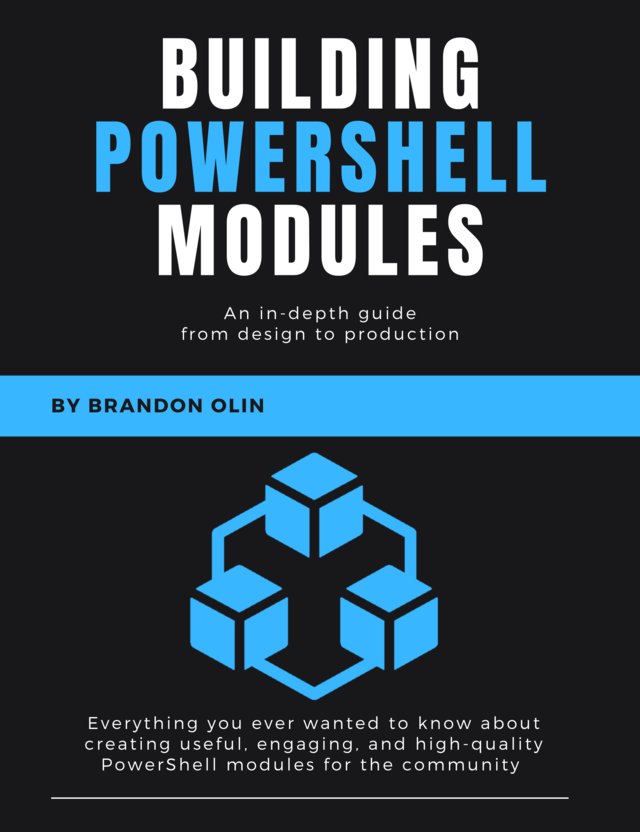 BUILDING
POWERSHELL
MODULES
An in-depth guide
from design to production
BY BRANDON OLIN
Everything you ever wanted to know about
creating useful, engaging, and high-quality
PowerShell modules for the community